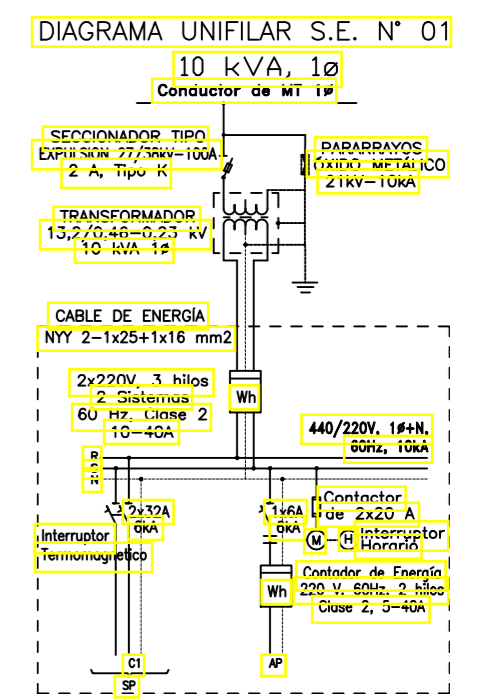 DIAGRAMA UNIFILAR S.E. N° 01
10 kVA, 1ø
Conductor de MT 1ø
SECCIONADOR TIPO
EXPULSION 27/38kV-100A
2 A, Tipo K
PARARRAYOS
OXIDO METALICO
21kV-10kA
TRANSFORMADOR
13,2/0,46-0,23 kV
10 kVA 1ø
CABLE DE ENERGÍA
NYY 2-1x25+1x16 mm2
2x220V, 3 hilos
2 Sistemas
60 Hz, Clase 2
10-40A
Wh
440/220V, 1ø+N,
60Hz, 10kA
R
S
N
2x32A
6kA
1x6A
6kA
Contactor
de 2x20 A
Interruptor
Termomagnetico
M
H
Interruptor
Horario
Wh
Contador de Energía
220 V, 60Hz, 2 hilos
Clase 2, 5-40A
C1
AP
SP